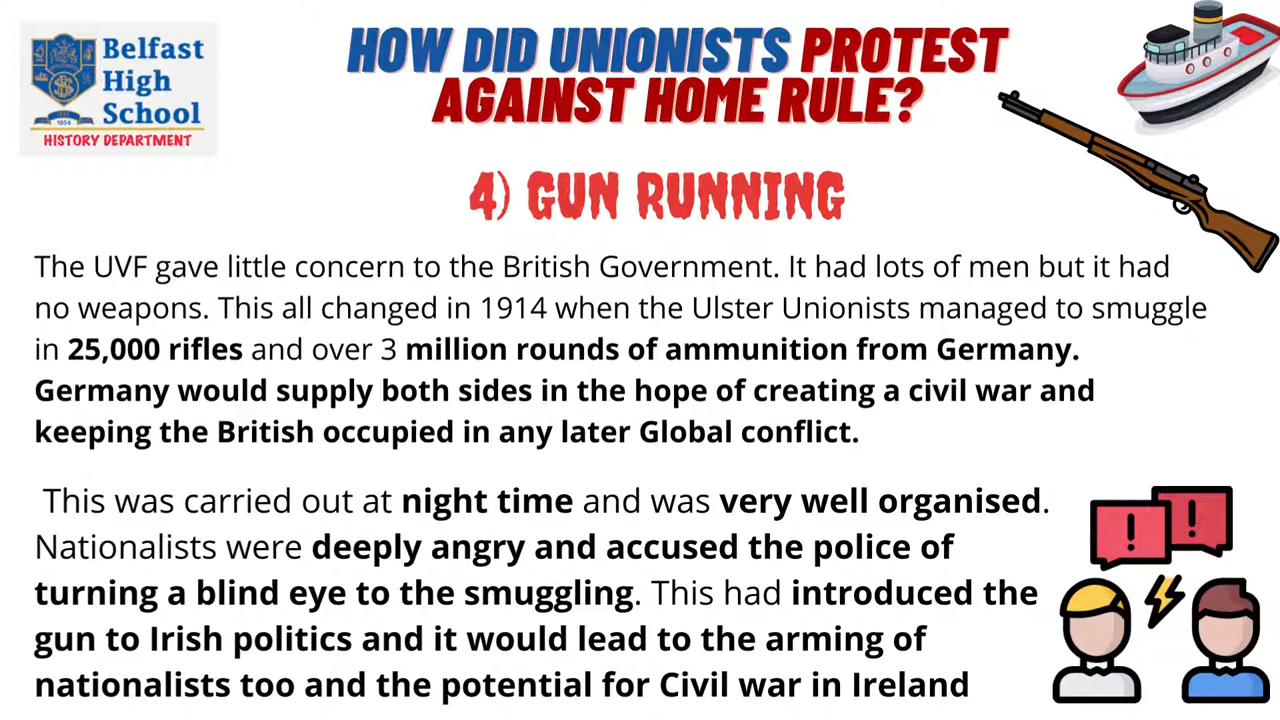 Belfast
High
School
1854
HISTORY DEPARTMENT
HOW DID UNIONISTS PROTEST
AGAINST HOME RULE?
4) GUN RUNNING
The UVF gave little concern to the British Government. It had lots of men but it had
no weapons. This all changed in 1914 when the Ulster Unionists managed to smuggle
in 25,000 rifles and over 3 million rounds of ammunition from Germany.
Germany would supply both sides in the hope of creating a civil war and
keeping the British occupied in any later Global conflict.
This was carried out at night time and was very well organised.
Nationalists were deeply angry and accused the police of
turning a blind eye to the smuggling. This had introduced the
gun to Irish politics and it would lead to the arming of
nationalists too and the potential for Civil war in Ireland
! !